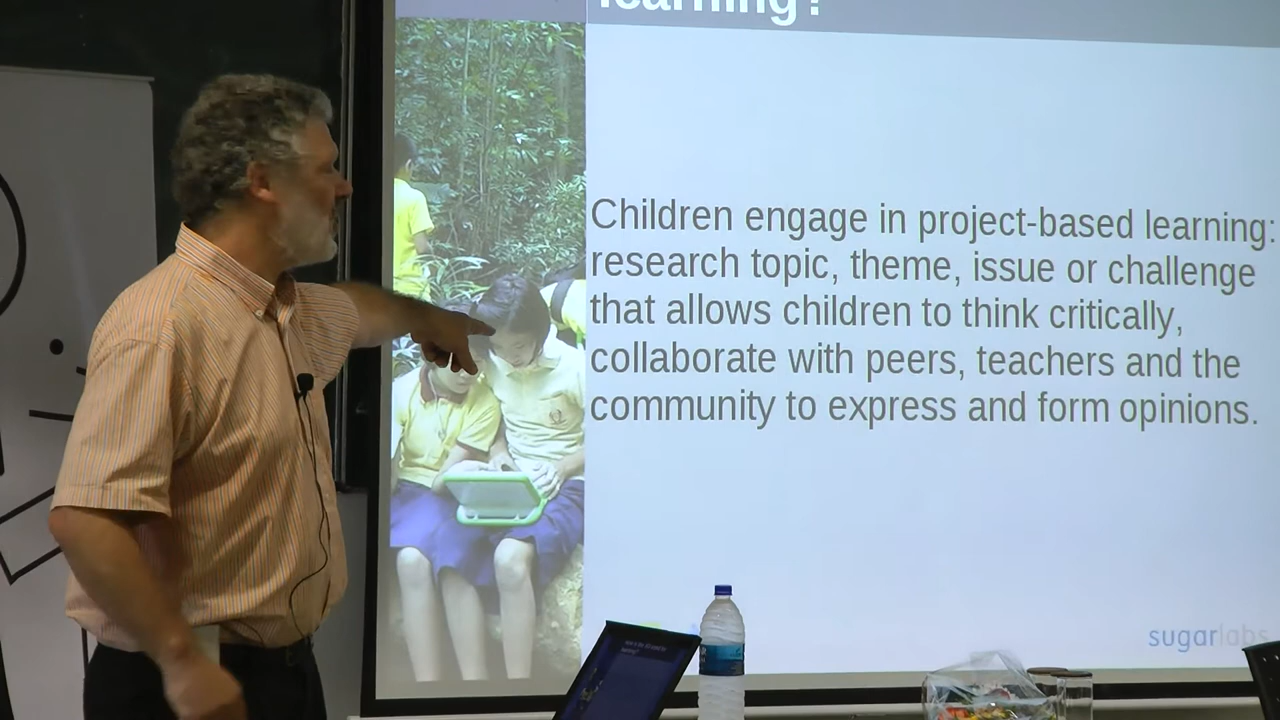 learning?
Children engage in project-based learning:
research topic, theme, issue or challenge
that allows children to think critically,
collaborate with peers, teachers and the
community to express and form opinions.
sugarlabs